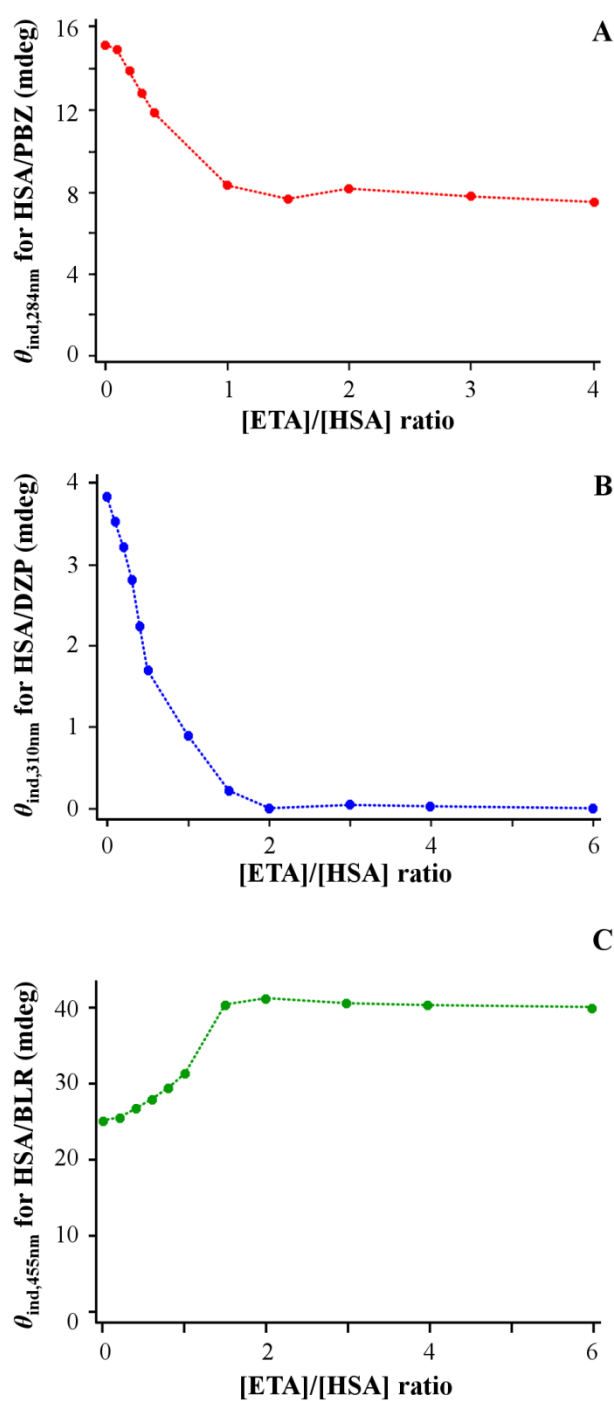 A
θind,284nm for HSA/PBZ (mdeg)
16
12
8
4
0
0 1 2 3 4
[ETA]/[HSA] ratio
B
θind,310nm for HSA/DZP (mdeg)
4
3
2
1
0
0 2 4 6
[ETA]/[HSA] ratio
C
θind,455nm for HSA/BLR (mdeg)
40
30
20
10
0
0 2 4 6
[ETA]/[HSA] ratio